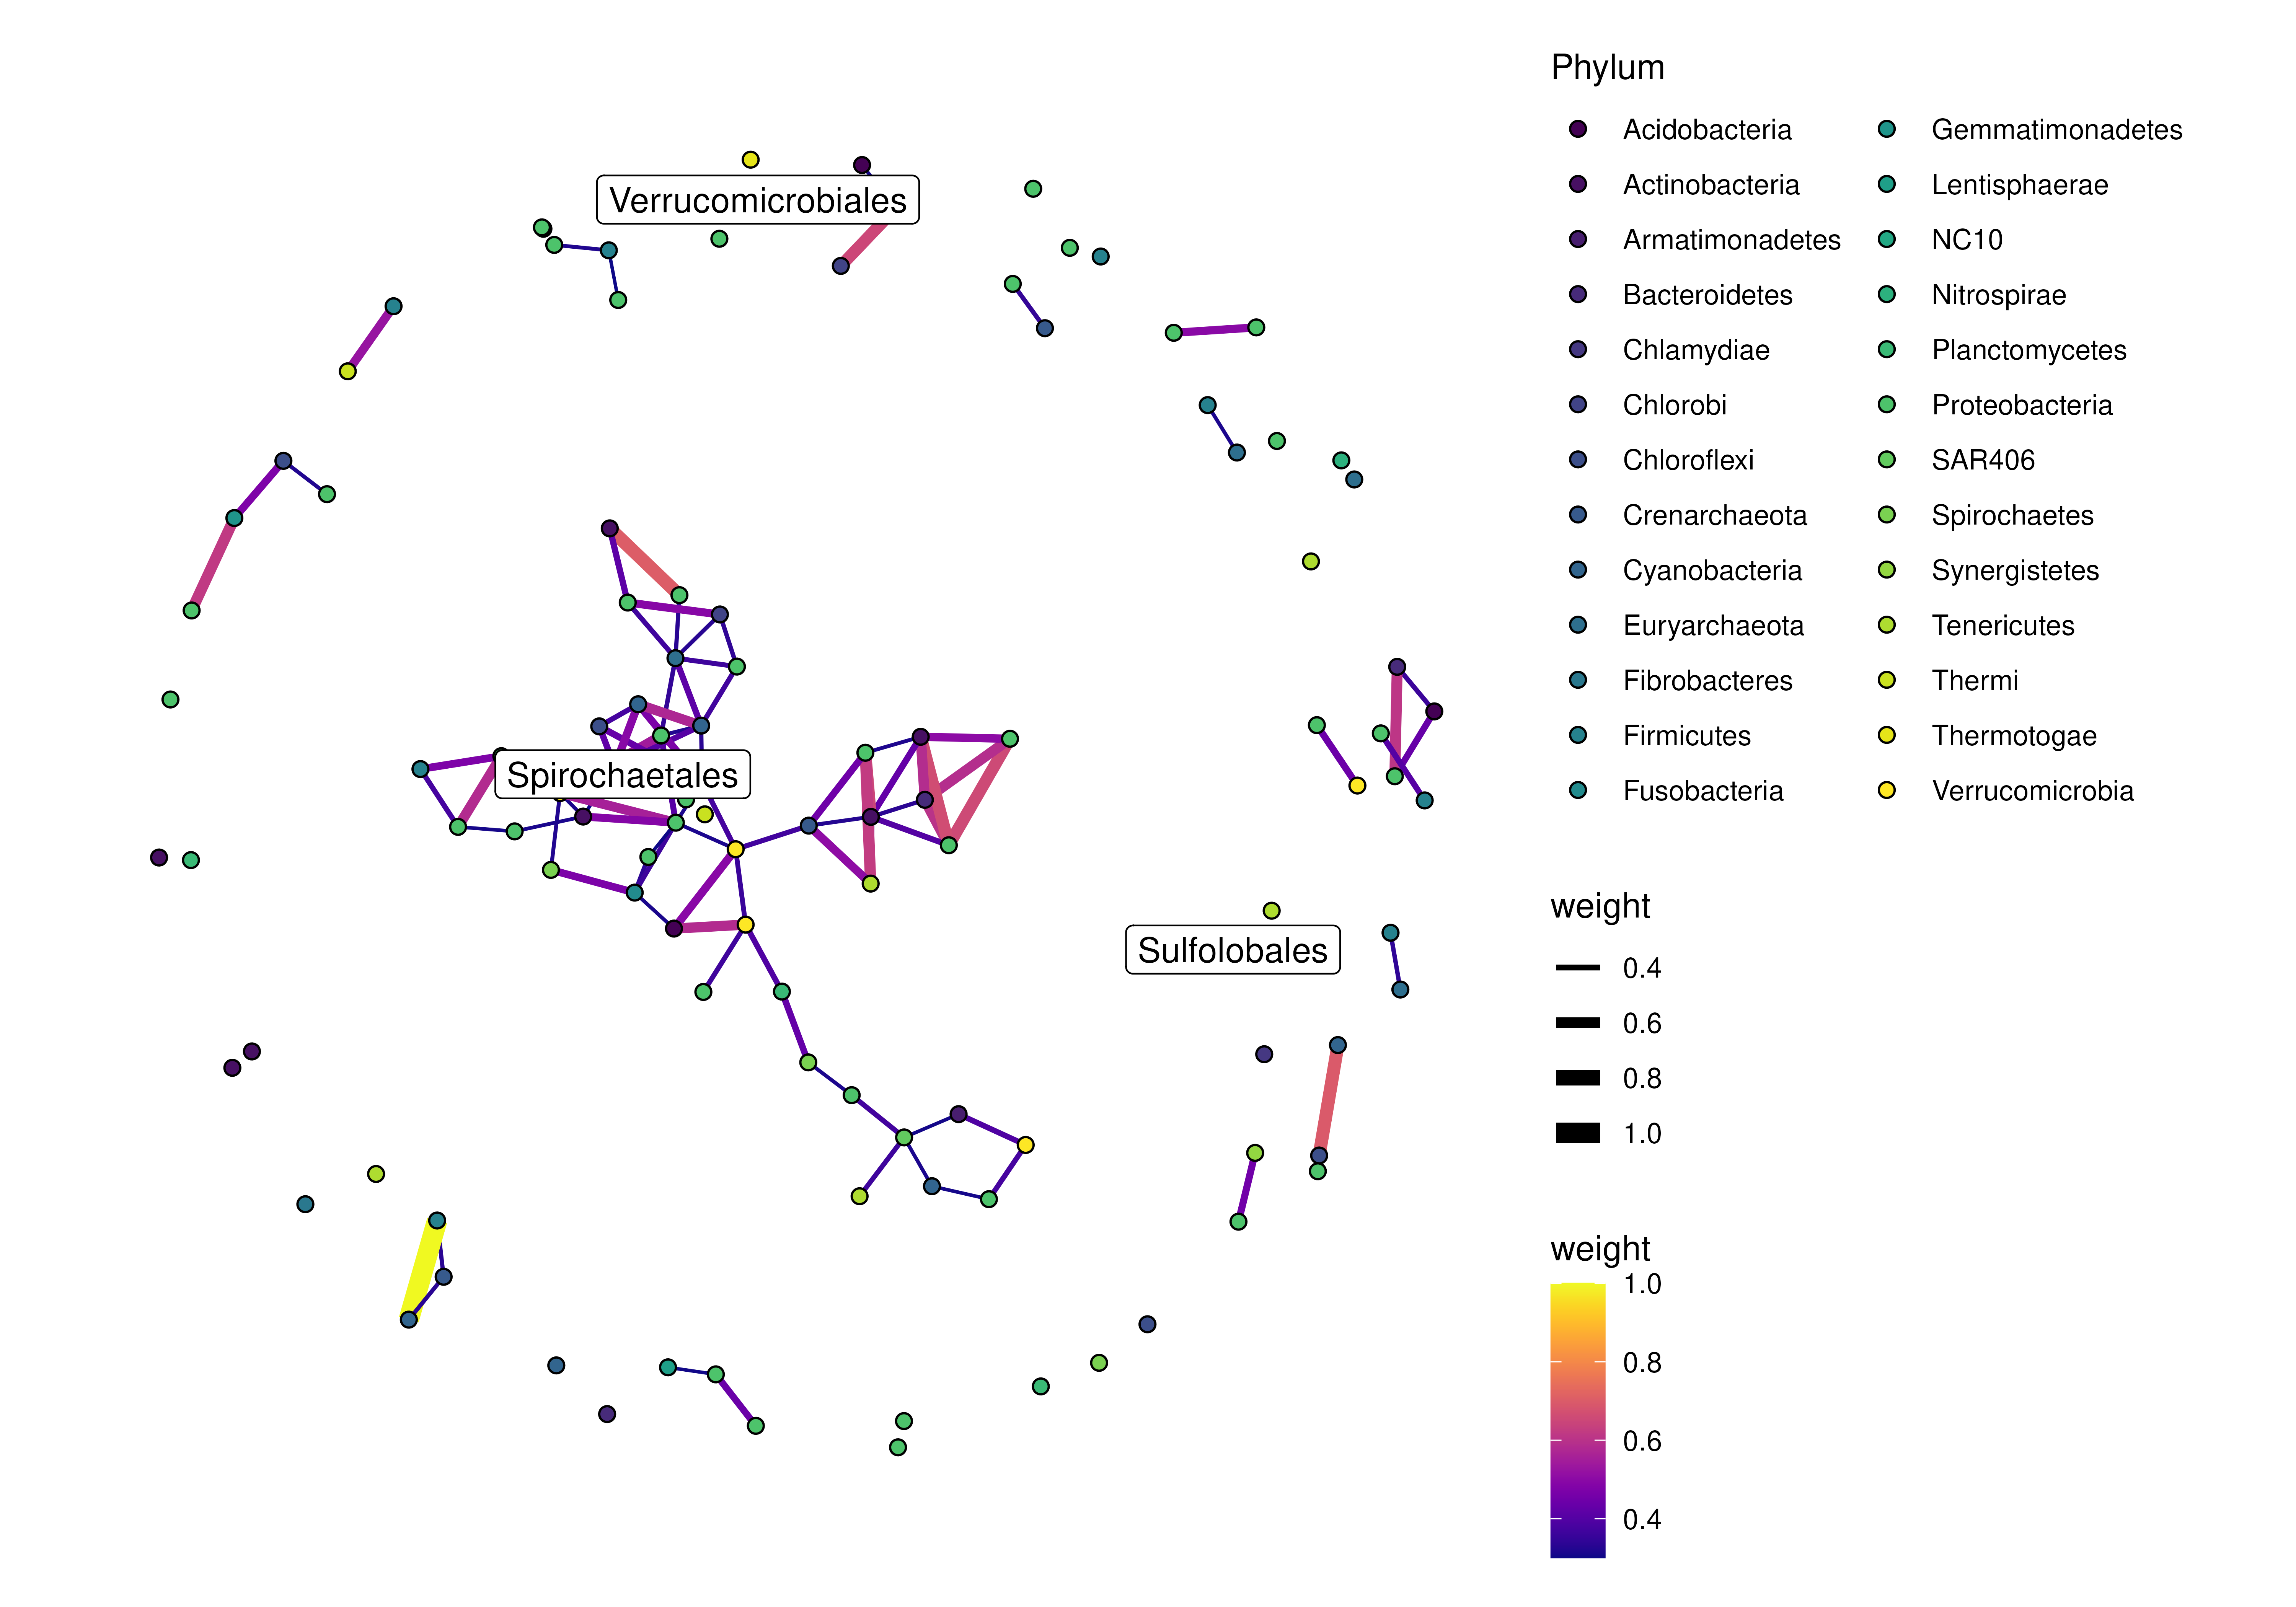 Verrucomicrobiales
Spirochaetales
Sulfolobales
Phylum
Acidobacteria
Actinobacteria
Armatimonadetes
Bacteroidetes
Chlamydiae
Chlorobi
Chloroflexi
Crenarchaeota
Cyanobacteria
Euryarchaeota
Fibrobacteres
Firmicutes
Fusobacteria
Gemmatimonadetes
Lentisphaerae
NC10
Nitrospirae
Planctomycetes
Proteobacteria
SAR406
Spirochaetes
Synergistetes
Tenericutes
Thermi
Thermotogae
Verrucomicrobia
weight
0.4
0.6
0.8
1.0
weight
1.0
0.8
0.6
0.4